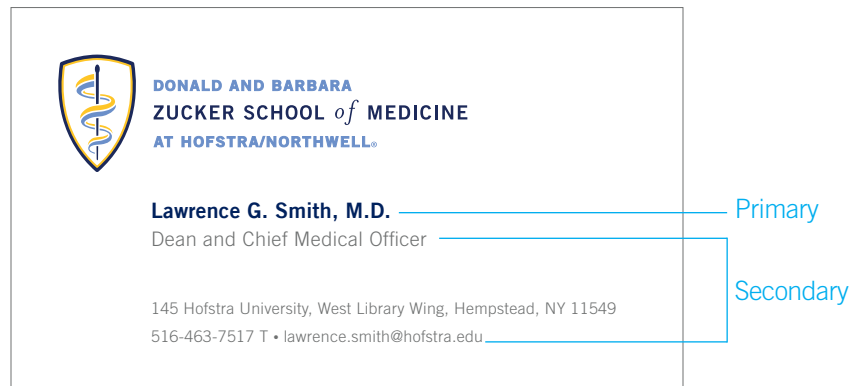 DONALD AND BARBARA
ZUCKER SCHOOL of MEDICINE
AT HOFSTRA/NORTHWELL®
Lawrence G. Smith, M.D.
Primary
Dean and Chief Medical Officer
Secondary
145 Hofstra University, West Library Wing, Hempstead, NY 11549
516-463-7517 T • lawrence.smith@hofstra.edu